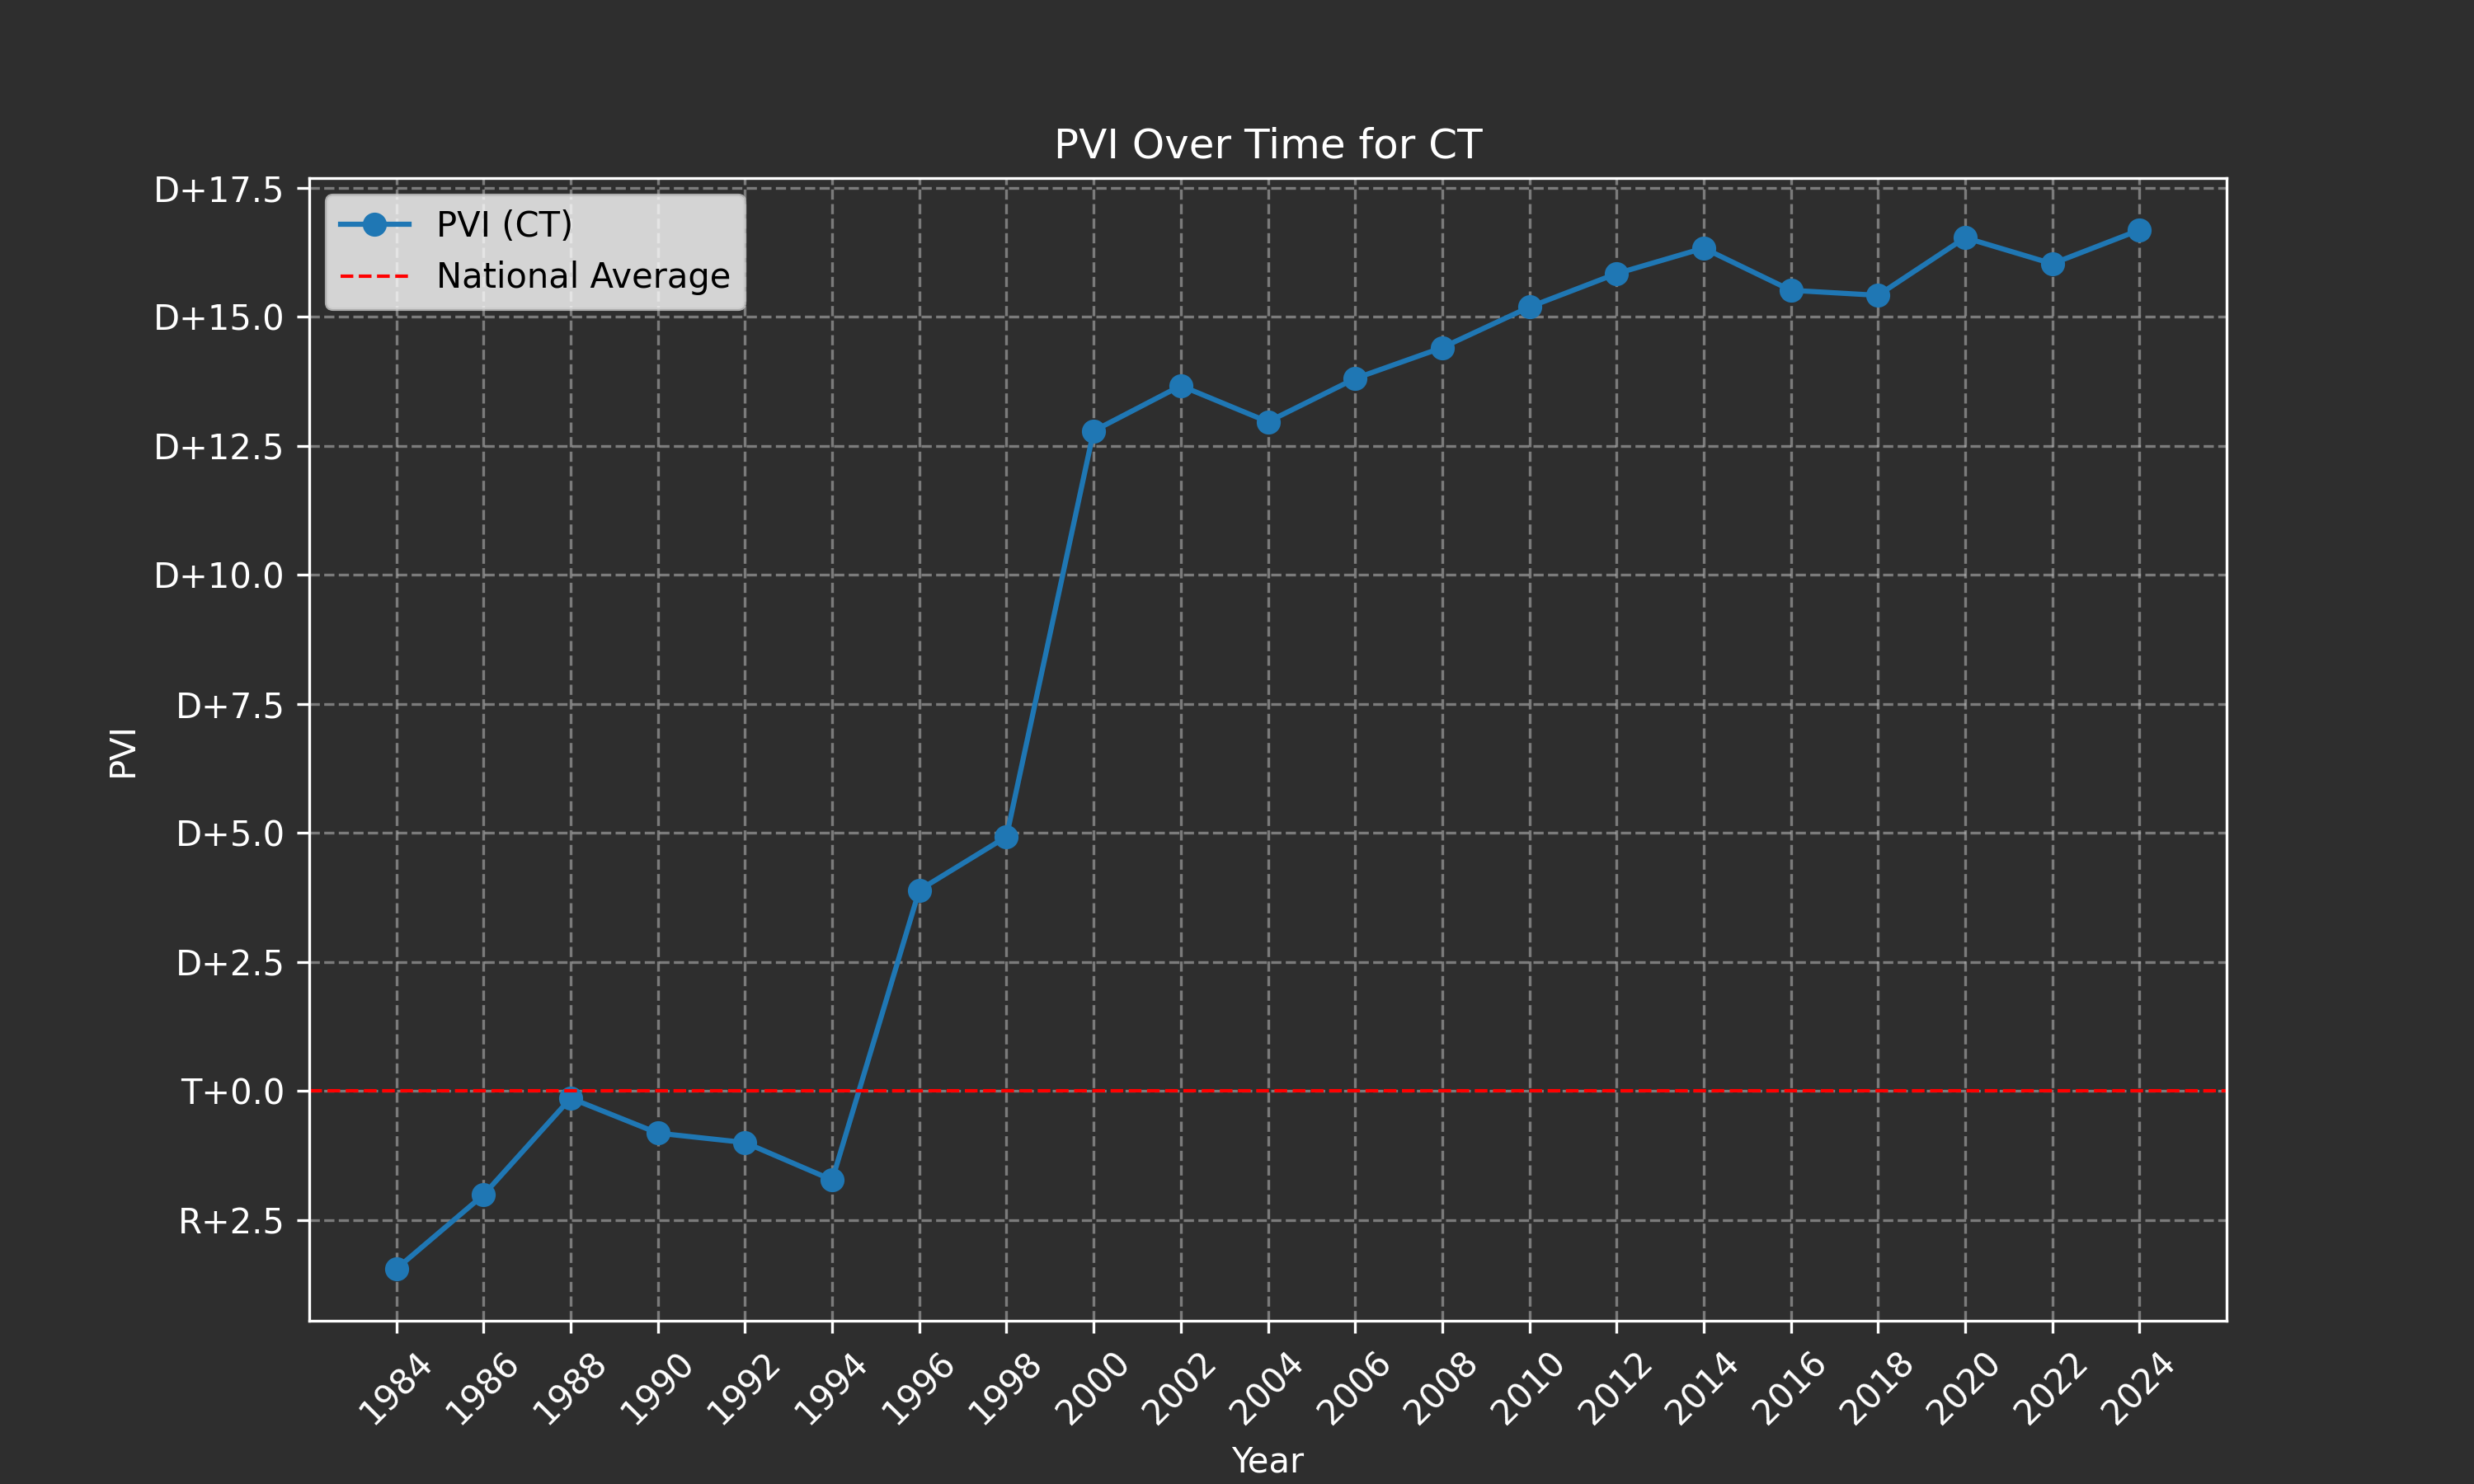 PVI Over Time for CT
PVI (CT)
National Average
D+17.5
D+15.0
D+12.5
D+10.0
D+7.5
D+5.0
D+2.5
T+0.0
R+2.5
PVI
1984
1986
1988
1990
1992
1994
1996
1998
2000
2002
2004
2006
2008
2010
2012
2014
2016
2018
2020
2022
2024
Year